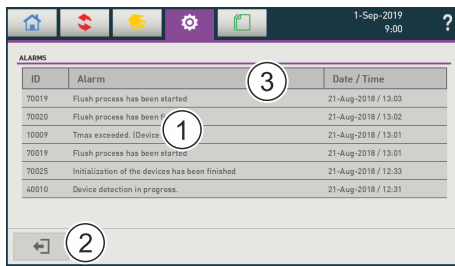 1-Sep-2019
9:00
?
ALARMS
ID Alarm Date / Time
3
70019 Flush process has been started 21-Aug-2018 / 13:03
70020 Flush process has been 21-Aug-2018 / 13:02
10009 Tmax exceeded. (Device 21-Aug-2018 / 13:01
1
70019 Flush process has been started 21-Aug-2018 / 13:01
70025 Initialization of the devices has been finished 21-Aug-2018 / 12:33
40010 Device detection in progress. 21-Aug-2018 / 12:31
2